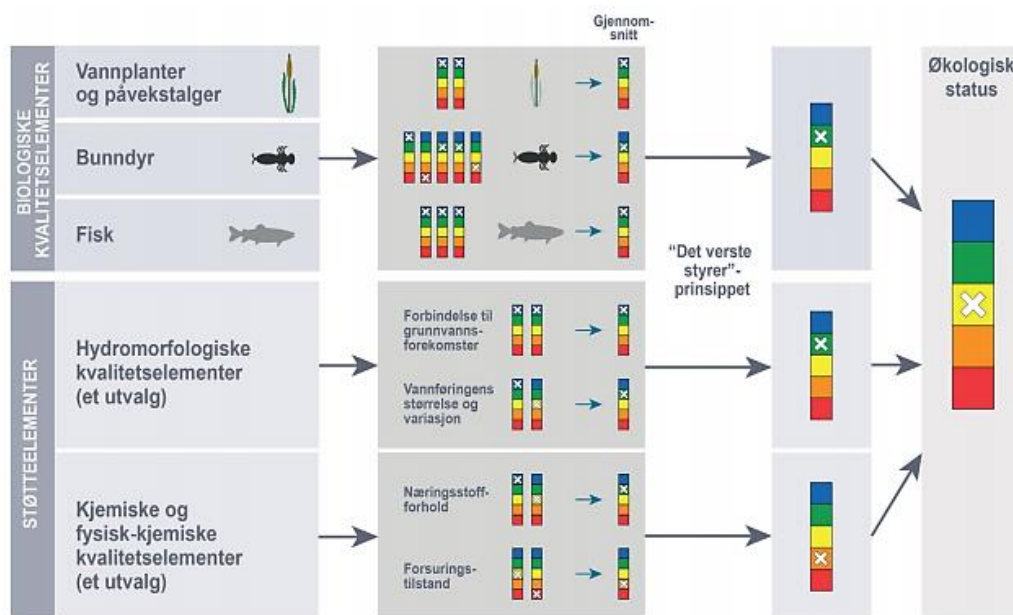 Gjennom-
snitt
BIOLOGISKE
KVALITETSELEMENTER
Vannplanter
og påvekstalger
Bunndyr
Fisk
Økologisk
status
"Det verste
styrer"-
prinsippet
STØTTEELEMENTER
Hydromorfologiske
kvalitetselementer
(et utvalg)
Forbindelse til
grunnvanns-
forekomster
Vannføringens
størrelse og
variasjon
Kjemiske og
fysisk-kjemiske
kvalitetselementer
(et utvalg)
Næringsstoff-
forhold
Forsurings-
tilstand